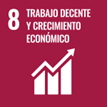 8 TRABAJO DECENTE
Y CRECIMIENTO
ECONÓMICO